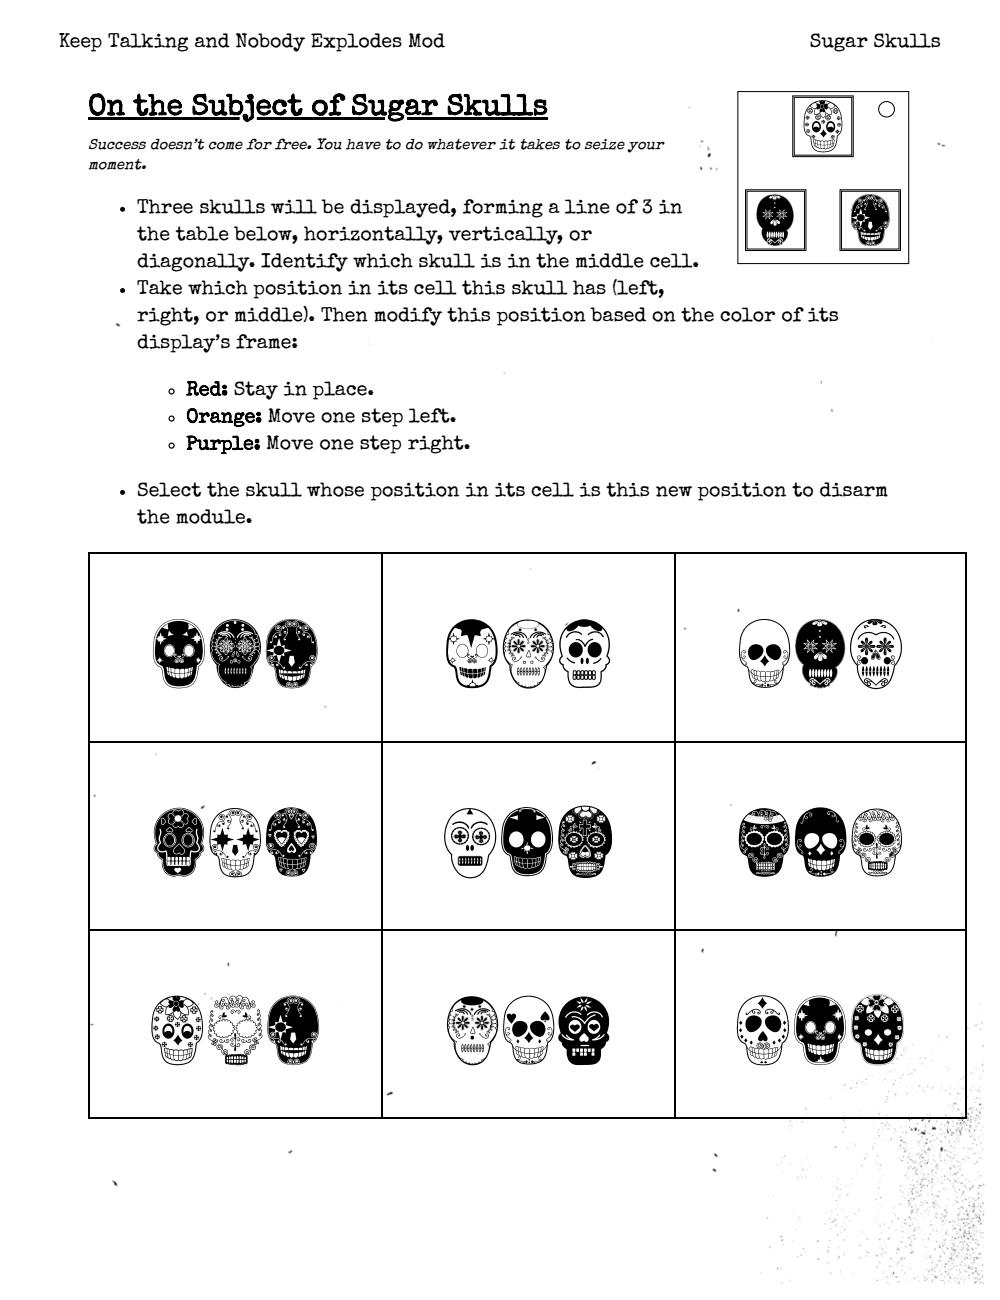 Keep Talking and Nobody Explodes Mod
Sugar Skulls
On the Subject of Sugar Skulls
Success doesn't come for free. You have to do whatever it takes to seize your
moment.
• Three skulls will be displayed, forming a line of 3 in
the table below, horizontally, vertically, or
diagonally. Identify which skull is in the middle cell.
• Take which position in its cell this skull has (left,
right, or middle). Then modify this position based on the color of its
display's frame:
◦ Red: Stay in place.
◦ Orange: Move one step left.
◦ Purple: Move one step right.
• Select the skull whose position in its cell is this new position to disarm
the module.